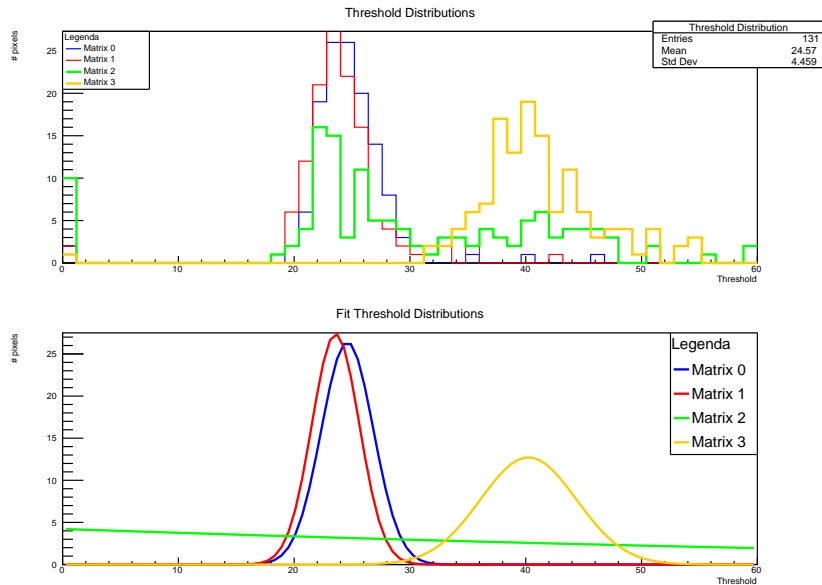 Threshold Distributions
# pixels
Legenda
Matrix 0
Matrix 1
Matrix 2
Matrix 3
Threshold Distribution
Entries 131
Mean 24.57
Std Dev 4.459
25
20
15
10
5
0
0 10 20 30 40 50 60
Threshold
Fit Threshold Distributions
# pixels
Legenda
Matrix 0
Matrix 1
Matrix 2
Matrix 3
25
20
15
10
5
0
0 10 20 30 40 50 60
Threshold